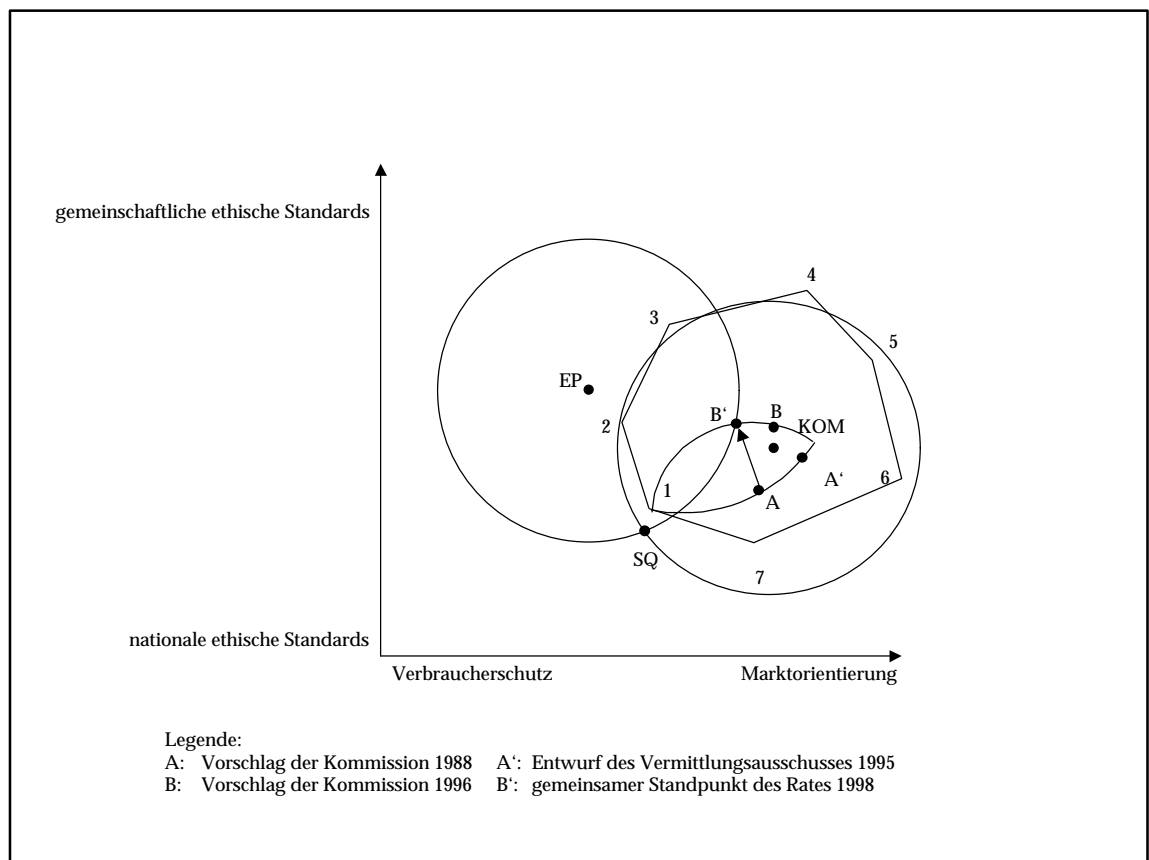 gemeinschaftliche ethische Standards
4
3
5
EP
2
B‘
B
KOM
A‘
6
1
A
SQ
7
nationale ethische Standards
Verbraucherschutz Marktorientierung
Legende:
A: Vorschlag der Kommission 1988 A‘: Entwurf des Vermittlungsausschusses 1995
B: Vorschlag der Kommission 1996 B‘: gemeinsamer Standpunkt des Rates 1998